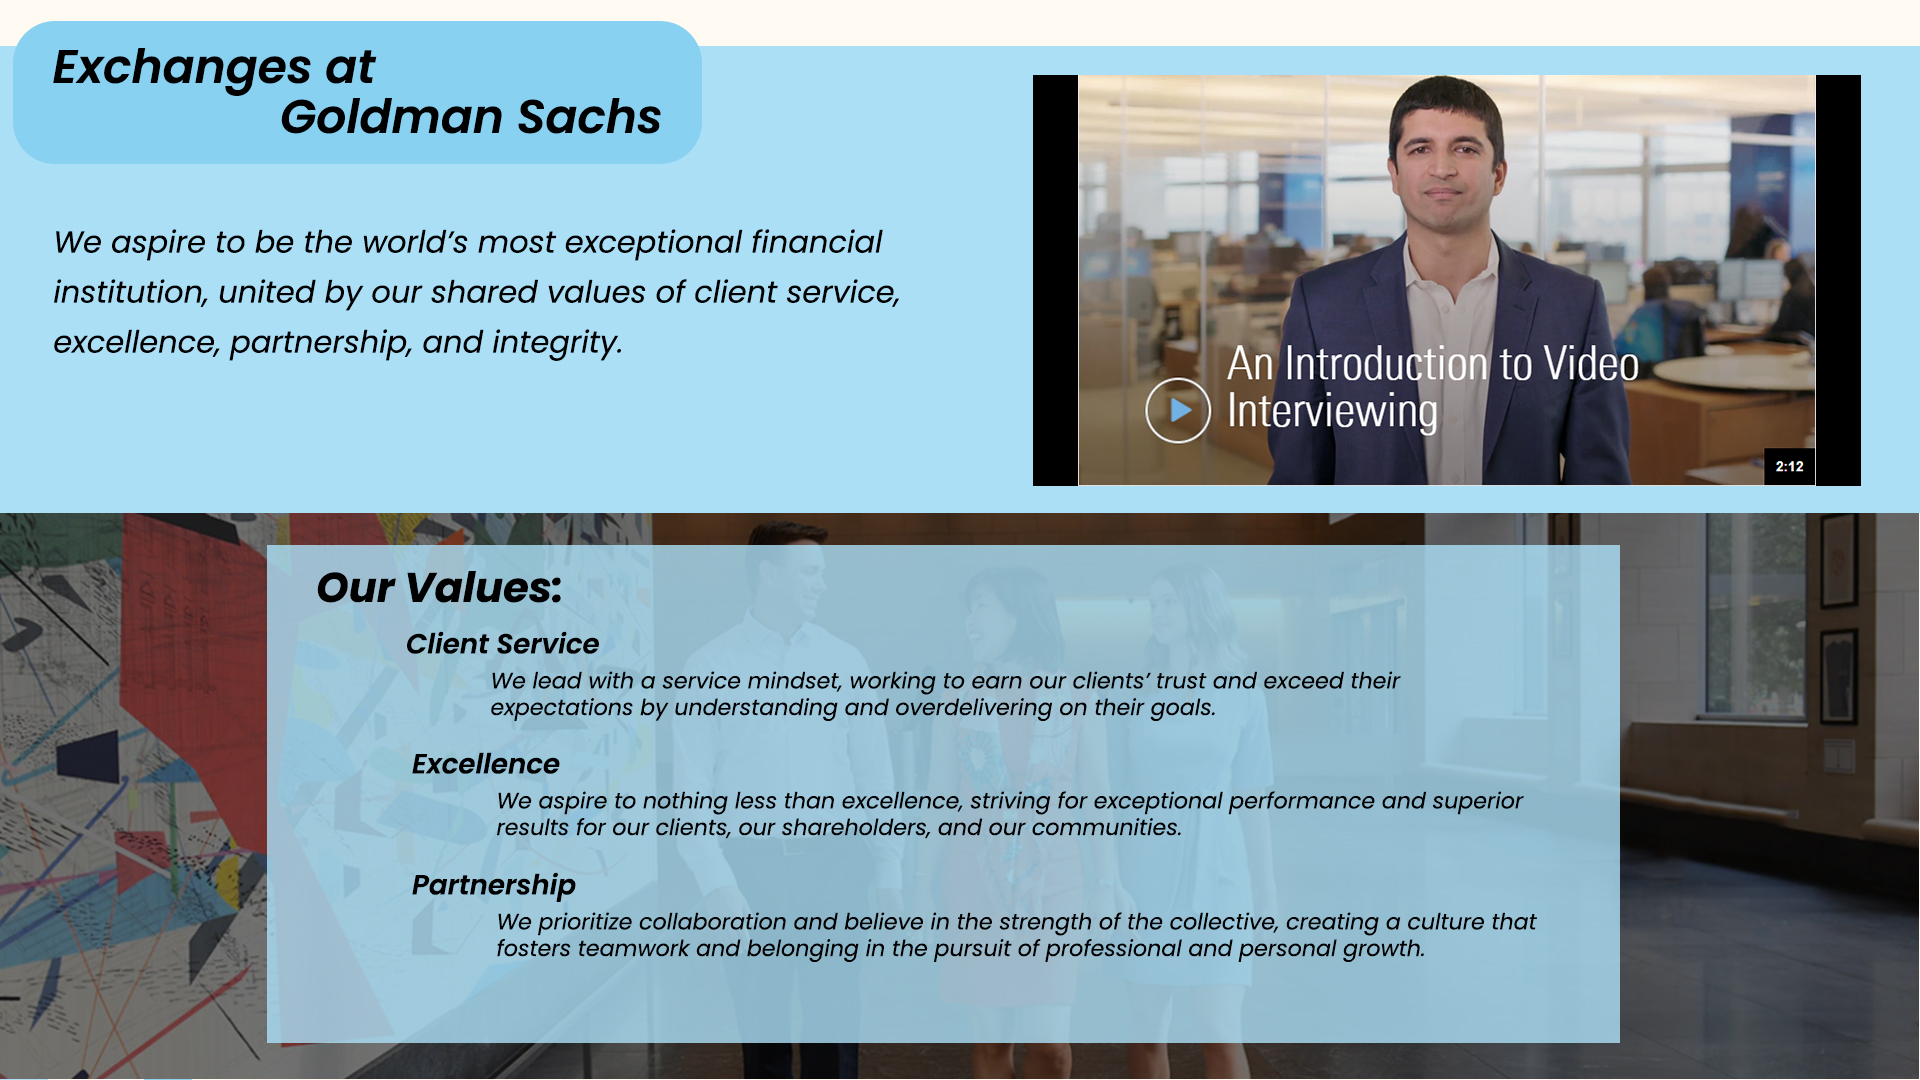 Exchanges at
Goldman Sachs
We aspire to be the world’s most exceptional financial
institution, united by our shared values of client service,
excellence, partnership, and integrity.
An Introduction to Video
Interviewing
2:12
Our Values:
Client Service
We lead with a service mindset, working to earn our clients’ trust and exceed their
expectations by understanding and overdelivering on their goals.
Excellence
We aspire to nothing less than excellence, striving for exceptional performance and superior
results for our clients, our shareholders, and our communities.
Partnership
We prioritize collaboration and believe in the strength of the collective, creating a culture that
fosters teamwork and belonging in the pursuit of professional and personal growth.